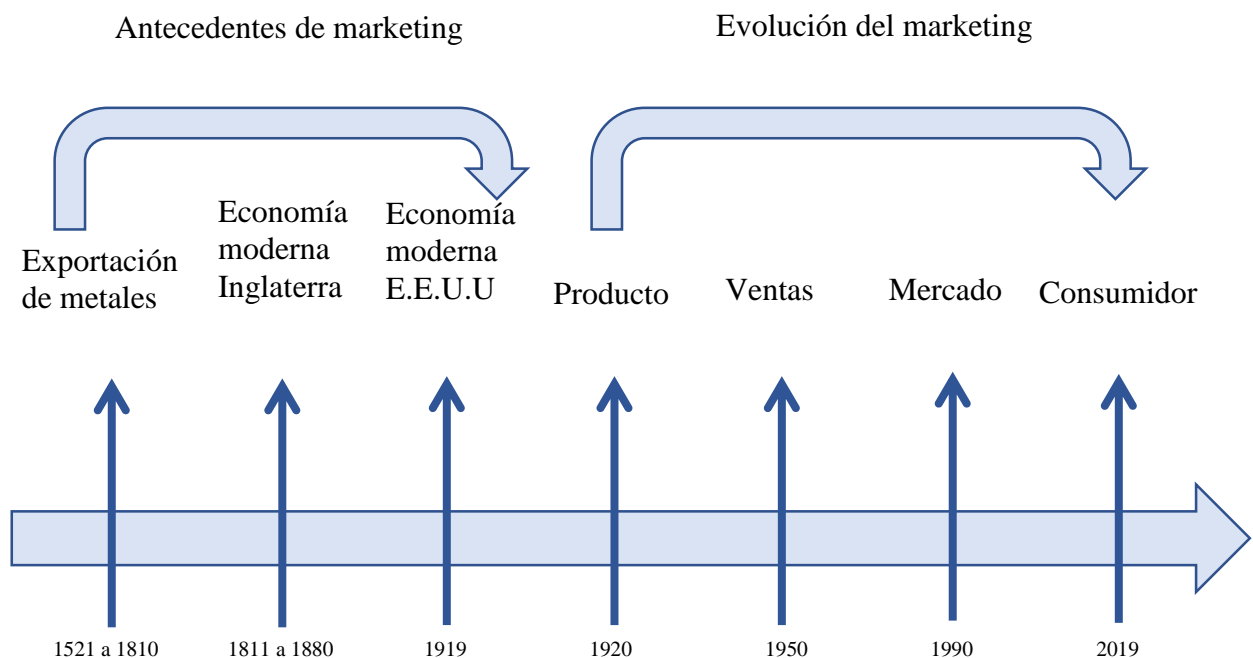 Antecedentes de marketing
Evolución del marketing
Exportación
de metales
Economía
moderna
Inglaterra
Economía
moderna
E.E.U.U
Producto
Ventas
Mercado
Consumidor
1521 a 1810
1811 a 1880
1919
1920
1950
1990
2019